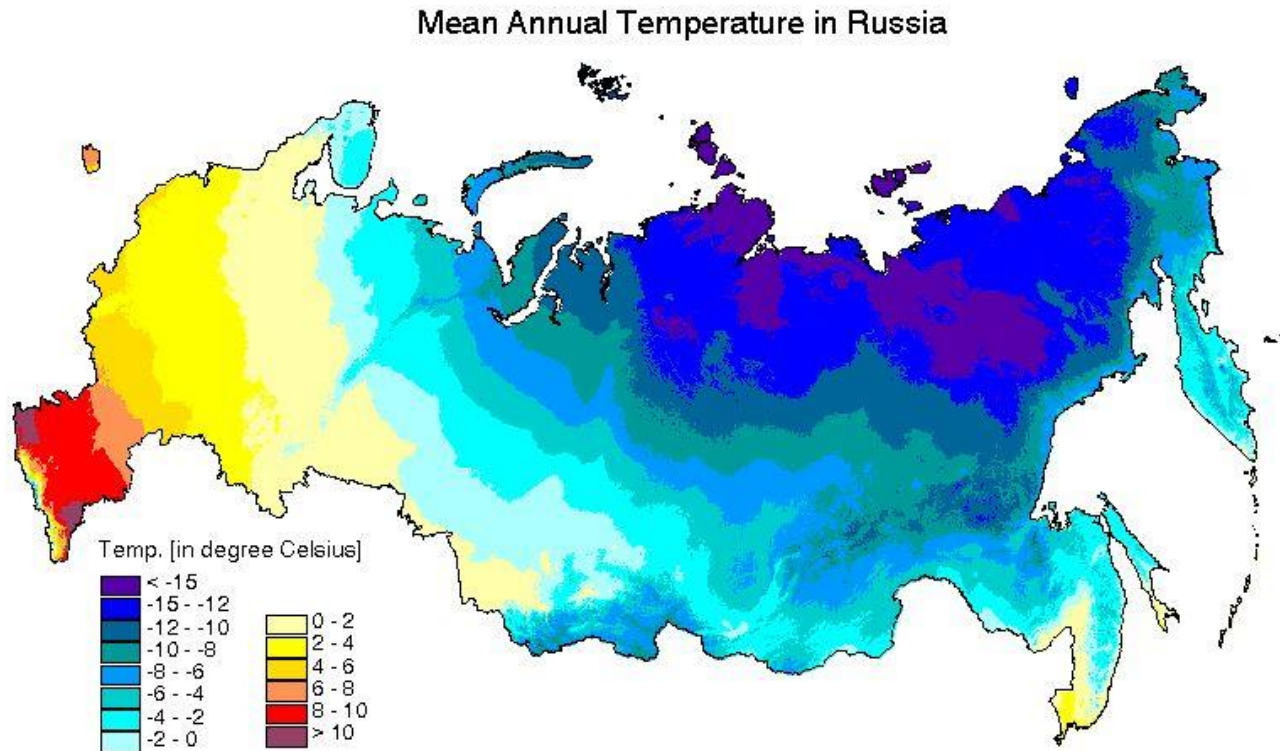 Mean Annual Temperature in Russia
Temp. [in degree Celsius]
< -15
-15 - -12
-12 - -10
-10 - -8
-8 - -6
-6 - -4
-4 - -2
-2 - 0
0 - 2
2 - 4
4 - 6
6 - 8
8 - 10
> 10